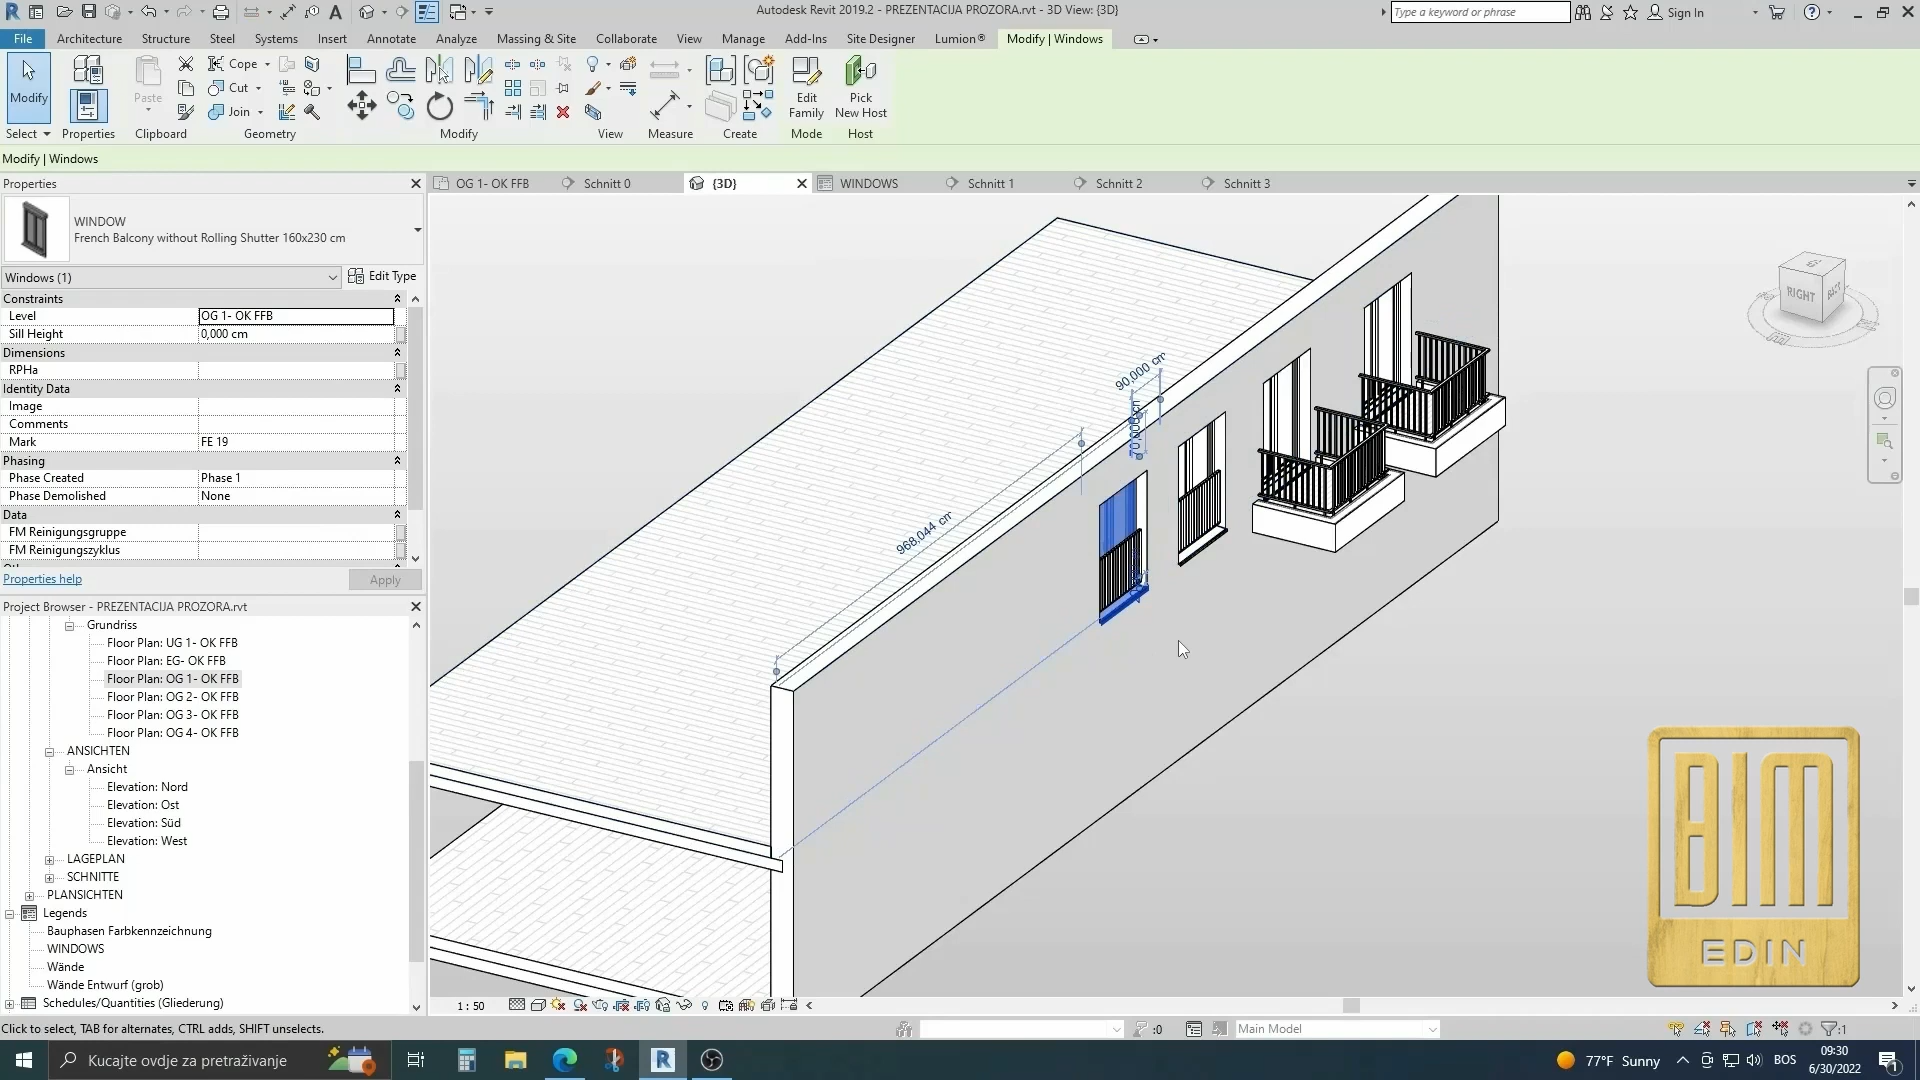 Autodesk Revit 2019.2 - PREZENTACIJA PROZORA.rvt - 3D View: {3D}
Type a keyword or phrase
Sign In
File Architecture Structure Steel Systems Insert Annotate Analyze Massing & Site Collaborate View Manage Add-Ins Site Designer Lumion® Modify | Windows
Modify
Paste
Cope
Cut
Join
Edit Family
Pick New Host
Select Properties Clipboard Geometry Modify View Measure Create Mode Host
Modify | Windows
Properties
WINDOW
French Balcony without Rolling Shutter 160x230 cm
Windows (1)
Edit Type
Constraints
Level OG 1- OK FFB
Sill Height 0,000 cm
Dimensions
RPHa
Identity Data
Image
Comments
Mark FE 19
Phasing
Phase Created Phase 1
Phase Demolished None
Data
FM Reinigungsgruppe
FM Reinigungszyklus
Properties help
Apply
Project Browser - PREZENTACIJA PROZORA.rvt
Grundriss
Floor Plan: UG 1- OK FFB
Floor Plan: EG- OK FFB
Floor Plan: OG 1- OK FFB
Floor Plan: OG 2- OK FFB
Floor Plan: OG 3- OK FFB
Floor Plan: OG 4- OK FFB
ANSICHTEN
Ansicht
Elevation: Nord
Elevation: Ost
Elevation: Süd
Elevation: West
LAGEPLAN
SCHNITTE
PLANSICHTEN
Legends
Bauphasen Farbkennzeichnung
WINDOWS
Wände
Wände Entwurf (grob)
Schedules/Quantities (Gliederung)
OG 1- OK FFB
Schnitt 0
{3D}
WINDOWS
Schnitt 1
Schnitt 2
Schnitt 3
90,000 cm
70,000 cm
968,044 cm
RIGHT
BACK
BIM
EDIN
1 : 50
Click to select, TAB for alternates, CTRL adds, SHIFT unselects.
:0
Main Model
:1
Kucajte ovdje za pretraživanje
77°F Sunny
BOS
09:30
6/30/2022
1